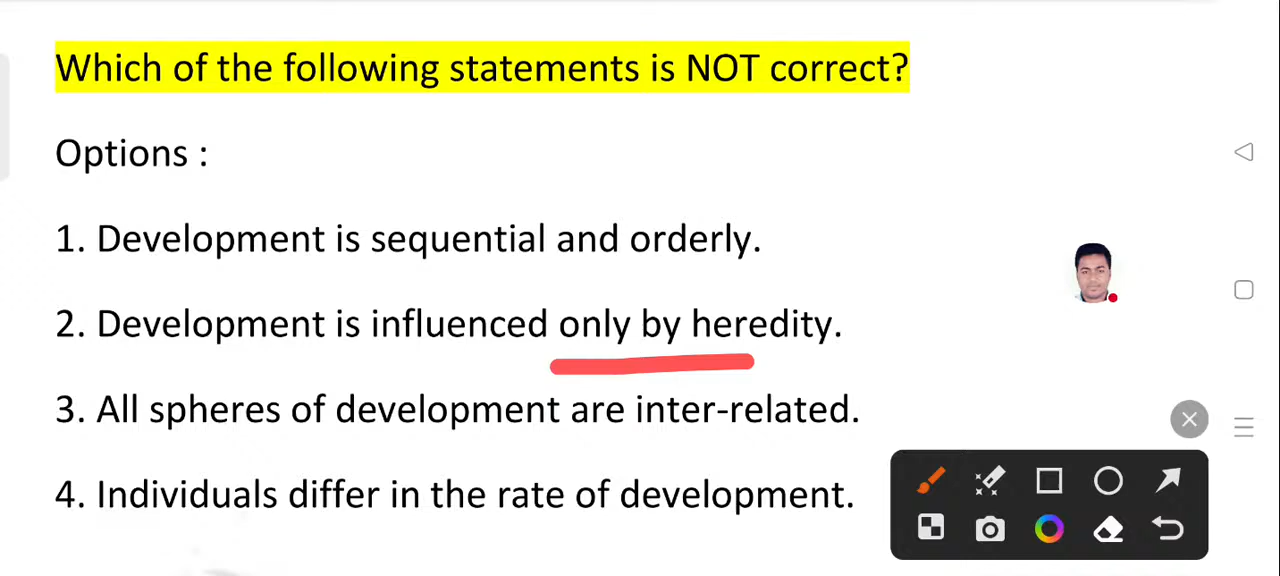 Which of the following statements is NOT correct?
Options :
1. Development is sequential and orderly.
2. Development is influenced only by heredity.
3. All spheres of development are inter-related.
4. Individuals differ in the rate of development.